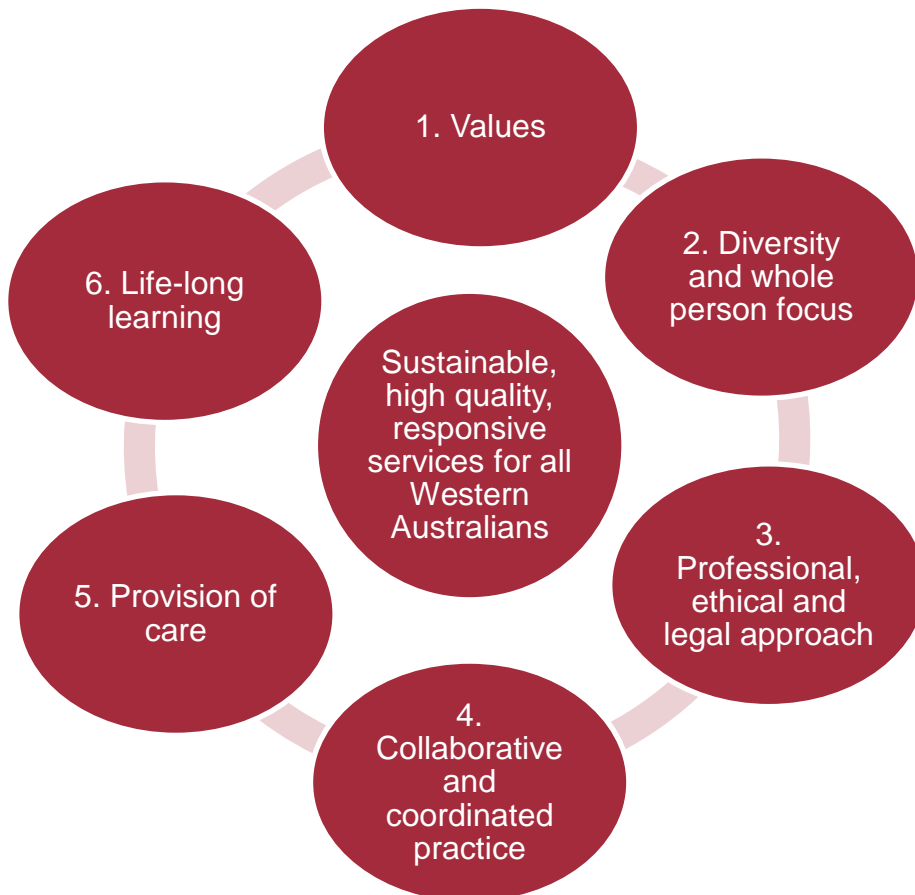 1. Values
2. Diversity
and whole
person focus
3.
Professional,
ethical and
legal approach
4.
Collaborative
and
coordinated
practice
5. Provision of
care
6. Life-long
learning
Sustainable,
high quality,
responsive
services for all
Western
Australians